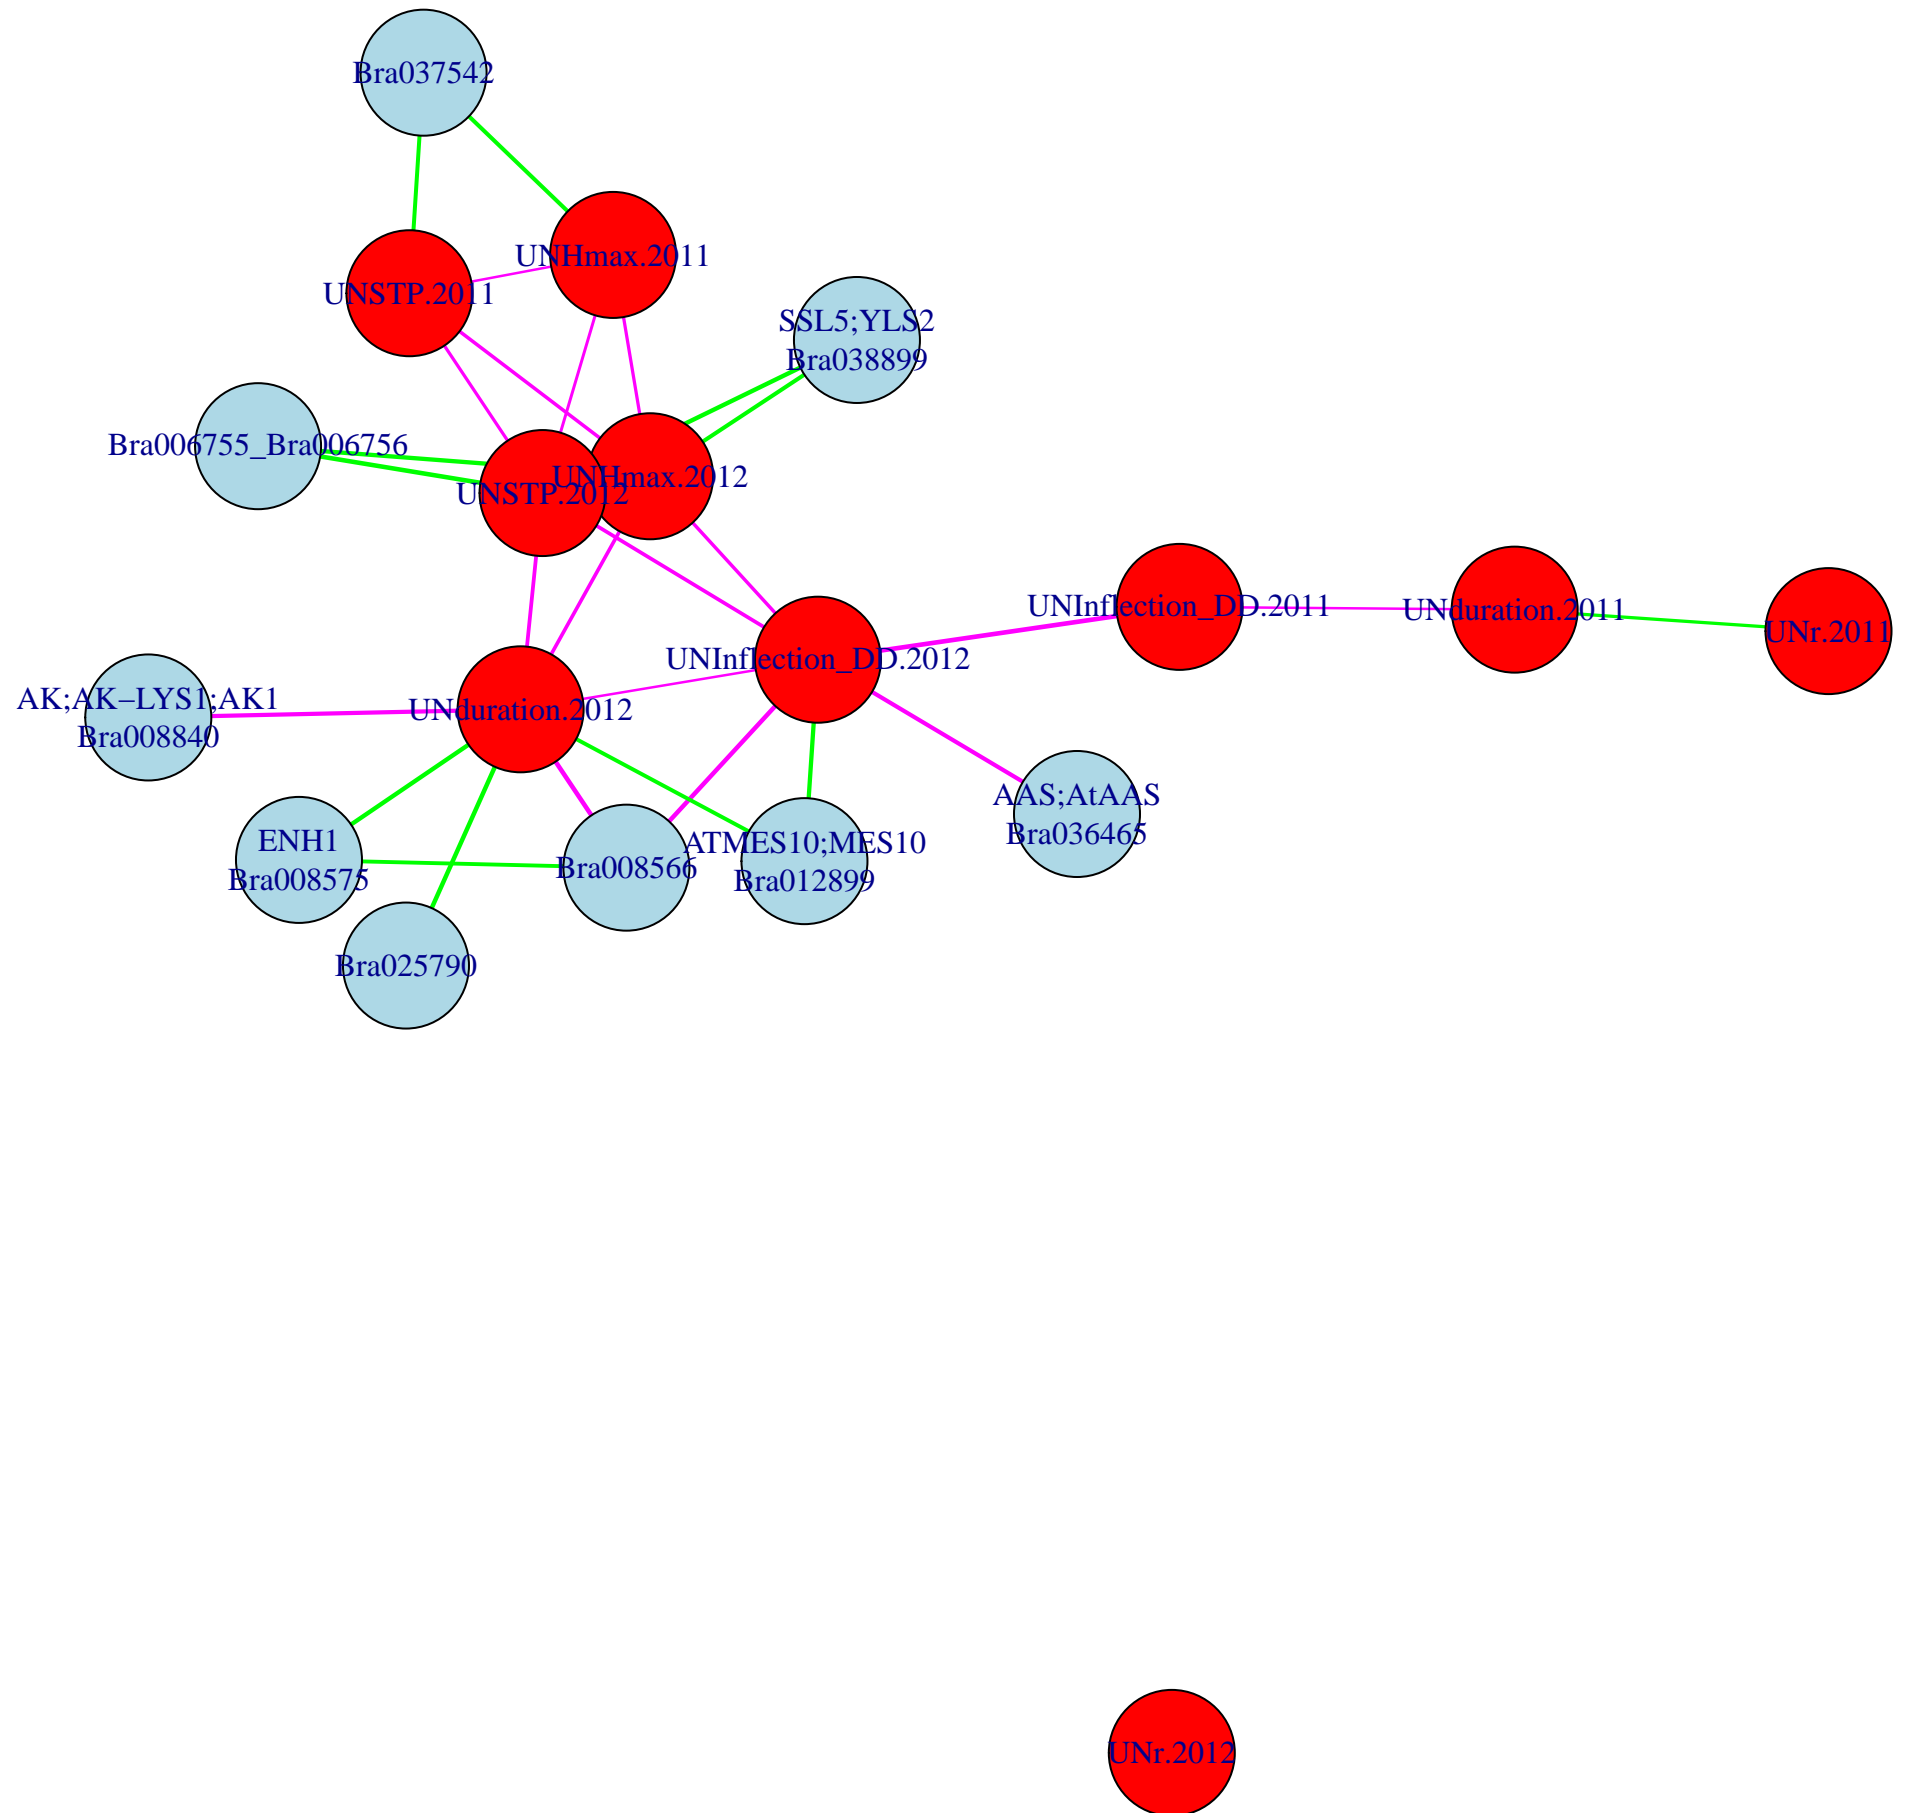 Bra037542
UNHmax.2011
UNSTP.2011
SSL5;YLS2
Bra038899
Bra006755_Bra006756
UNHmax.2012
UNSTP.2012
UNInflection_DD.2011
UNduration.2011
UNr.2011
UNInflection_DD.2012
AK;AK–LYS1;AK1
Bra008840
UNduration.2012
AAS;AtAAS
Bra036465
ENH1
Bra008575
Bra008566
ATMES10;MES10
Bra012899
Bra025790
UNr.2012